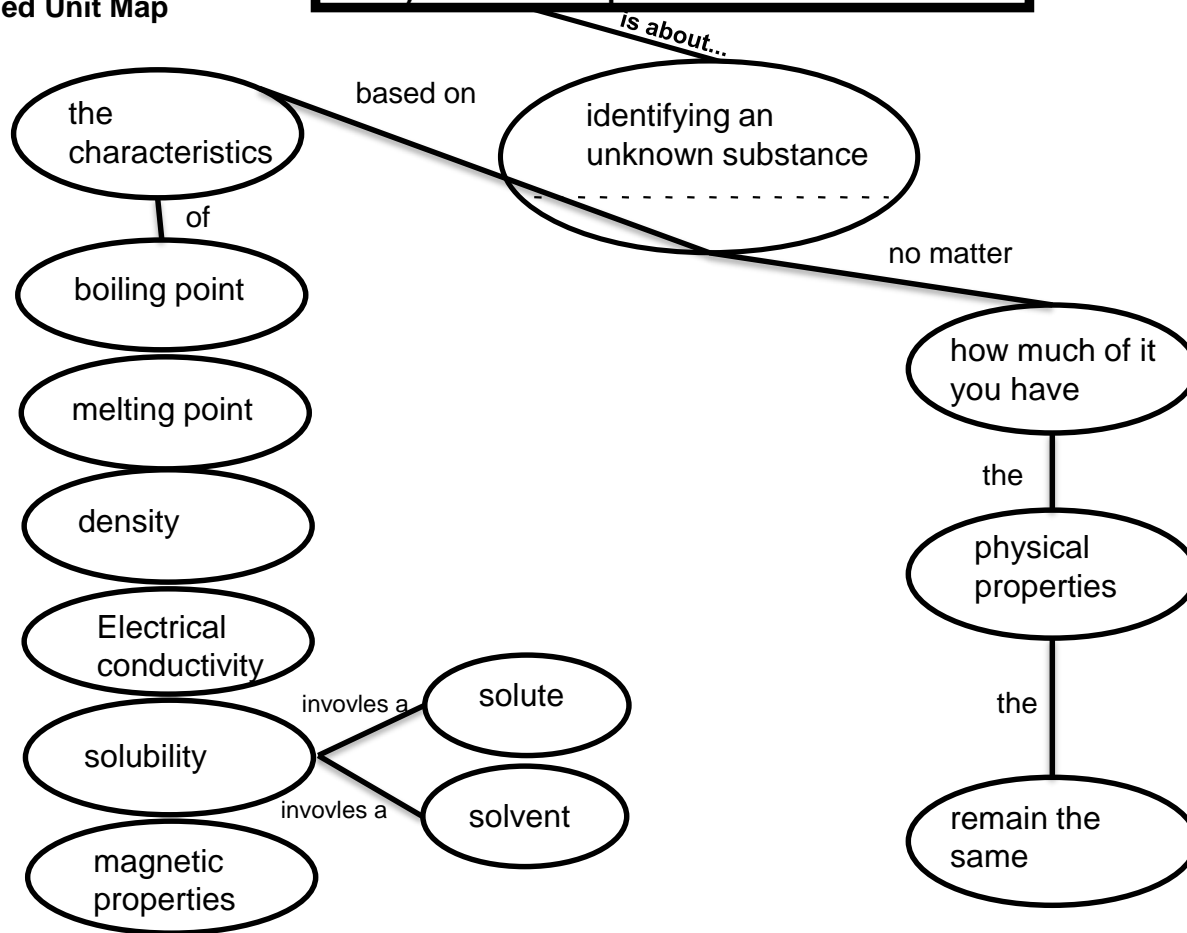 ed Unit Map
is about...
based on
identifying an
unknown substance
the
characteristics
of
boiling point
no matter
how much of it
you have
melting point
the
density
physical
properties
Electrical
conductivity
invovles a
solute
the
solubility
invovles a
solvent
remain the
same
magnetic
properties